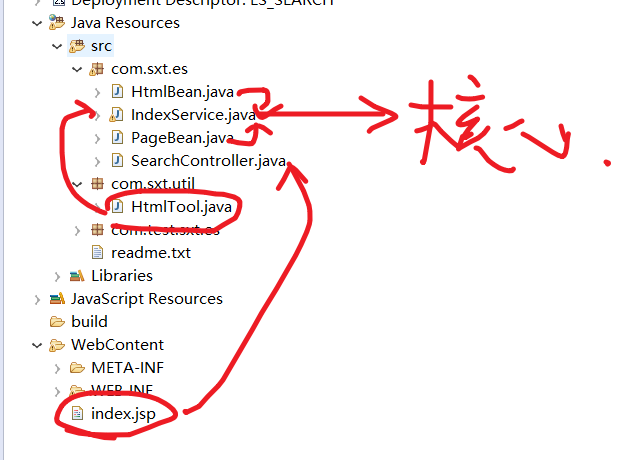 Deployment Descriptor: ES_SEARCH
Java Resources
src
com.sxt.es
HtmlBean.java
IndexService.java
核心.
PageBean.java
SearchController.java
com.sxt.util
HtmlTool.java
com.test.sxt.es
readme.txt
Libraries
JavaScript Resources
build
WebContent
META-INF
WEB-INF
index.jsp